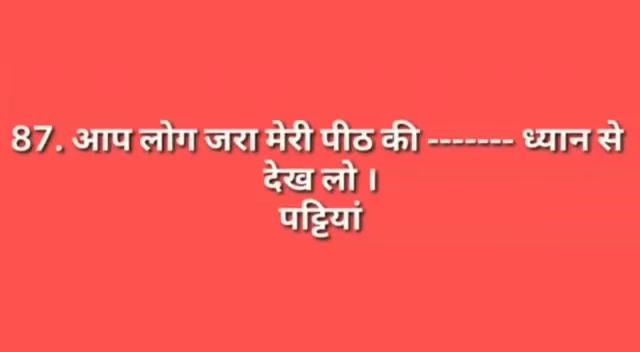 87. आप लोग जरा मेरी पीठ की ------- ध्यान से
देख लो ।
पट्टियां